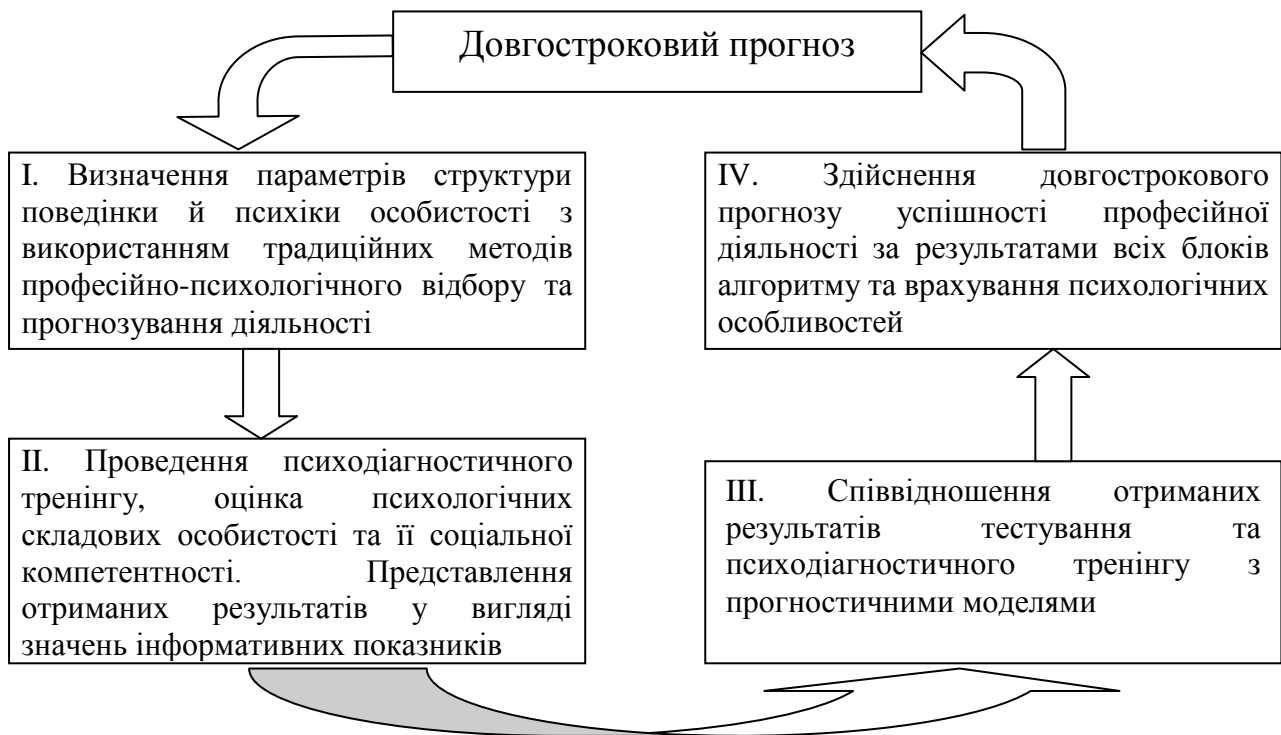 Довгостроковий прогноз
І. Визначення параметрів структури
поведінки й психіки особистості з
використанням традиційних методів
професійно-психологічного відбору та
прогнозування діяльності
ІІ. Проведення психодіагностичного
тренінгу, оцінка психологічних
складових особистості та її соціальної
компетентності. Представлення
отриманих результатів у вигляді
значень інформативних показників
ІІІ. Співвідношення отриманих
результатів тестування та
психодіагностичного тренінгу з
прогностичними моделями
IV. Здійснення довгострокового
прогнозу успішності професійної
діяльності за результатами всіх блоків
алгоритму та врахування психологічних
особливостей